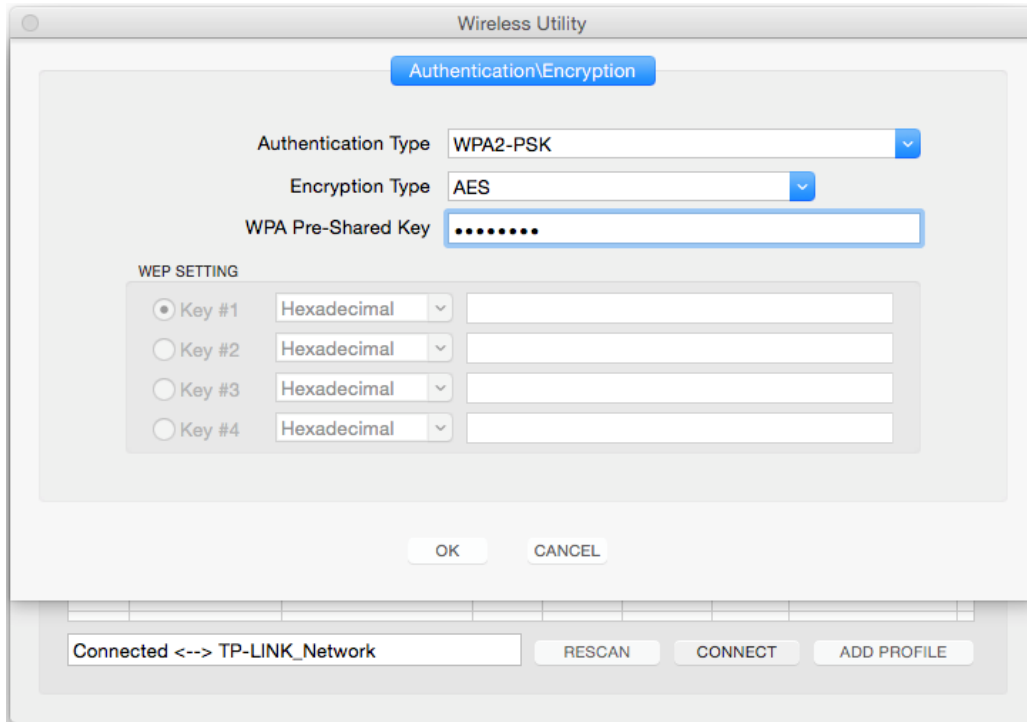 Wireless Utility
Authentication\Encryption
Authentication Type WPA2-PSK
Encryption Type AES
WPA Pre-Shared Key ••••••••
WEP SETTING
Key #1 Hexadecimal
Key #2 Hexadecimal
Key #3 Hexadecimal
Key #4 Hexadecimal
OK CANCEL
Connected <--> TP-LINK_Network RESCAN CONNECT ADD PROFILE